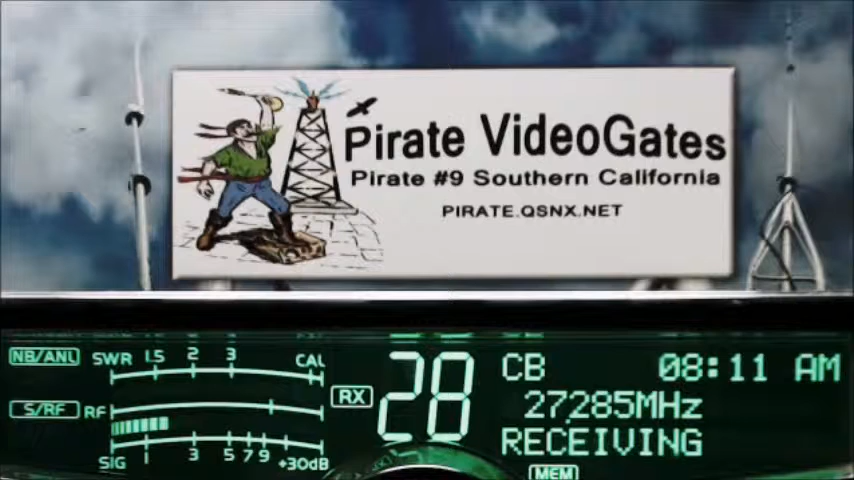 Pirate VideoGates
Pirate #9 Southern California
PIRATE.QSNX.NET
NB/ANL SWR 1.5 2 3 CAL
28
CB 08:11 AM
S/RF RF
RX
27.285MHz
RECEIVING
SIG 1 3 5 7 9 +30dB
MEM